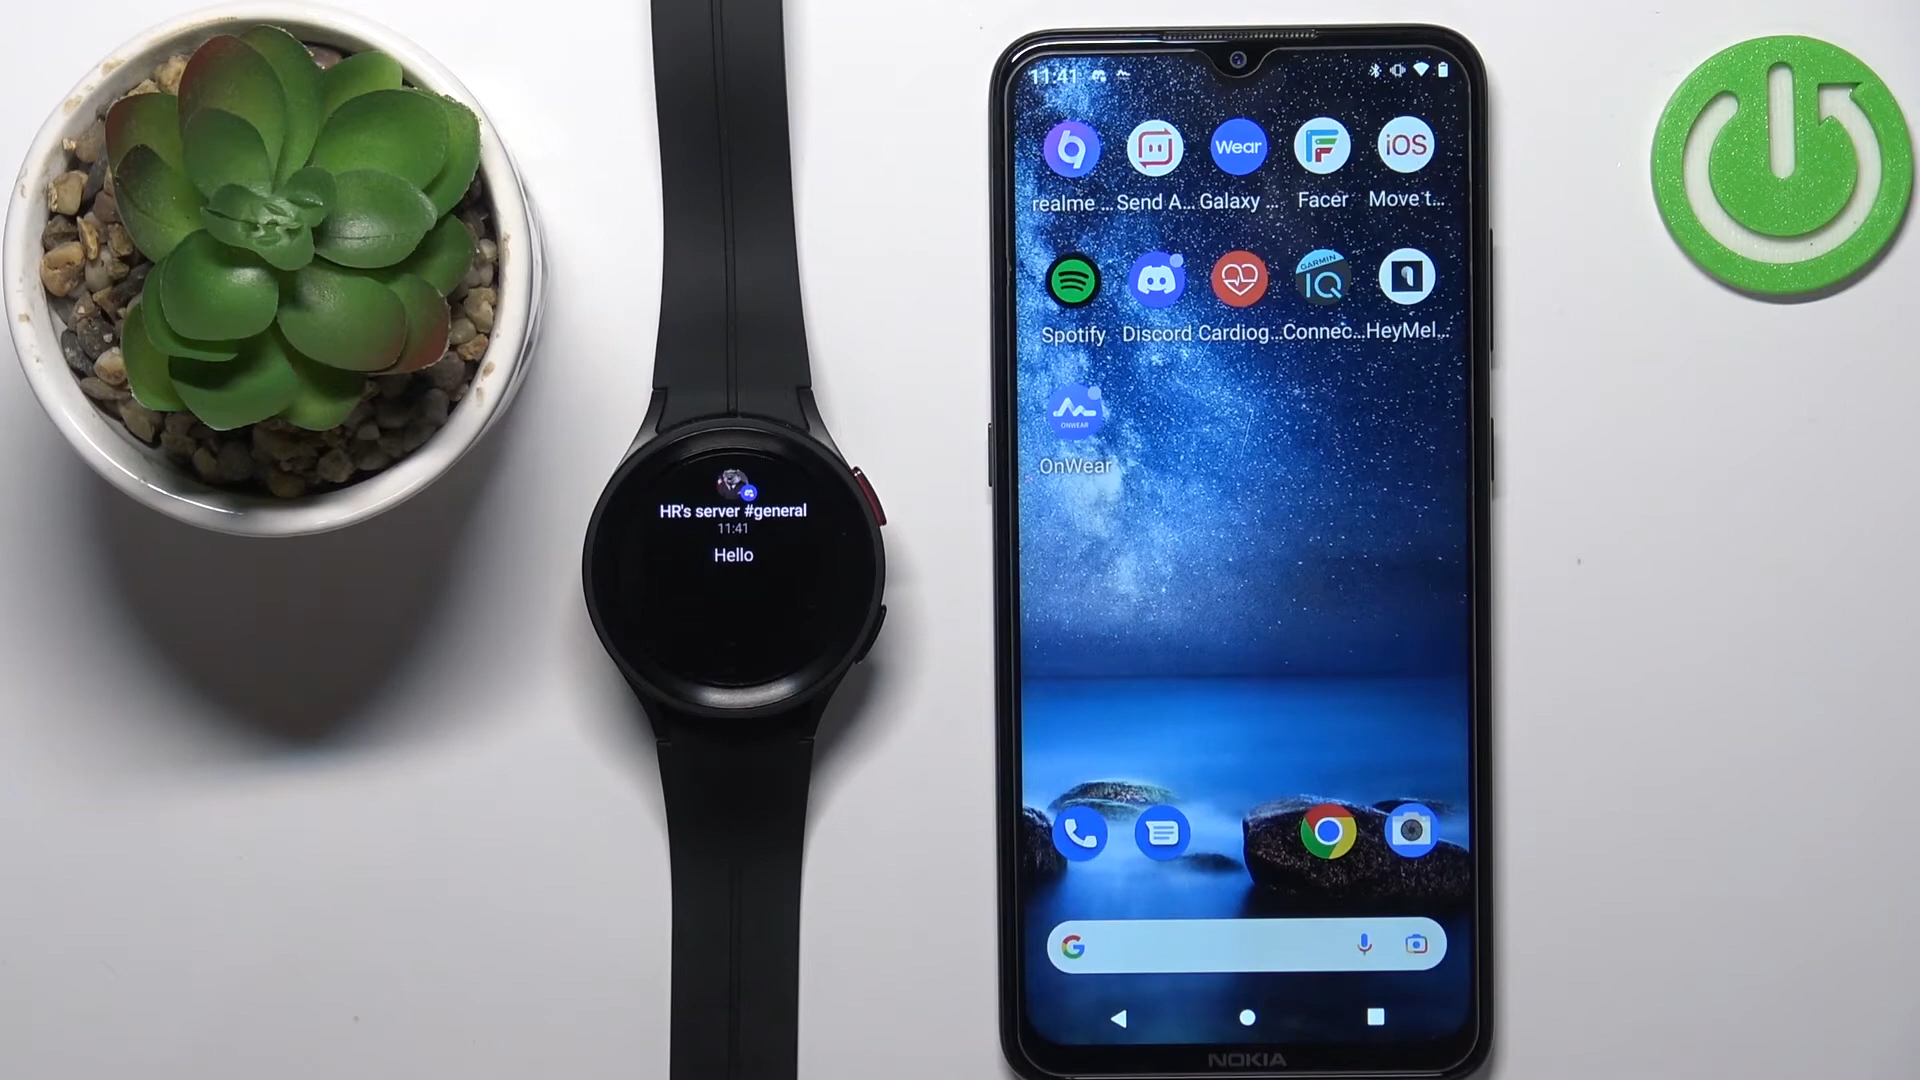 HR's server #general
11:41
Hello
11:41
Wear
iOS
realme ...
Send A...
Galaxy ...
Facer
Move t...
GARMIN
IQ
Spotify
Discord
Cardiog...
Connec...
HeyMel...
ONWEAR
OnWear
NOKIA